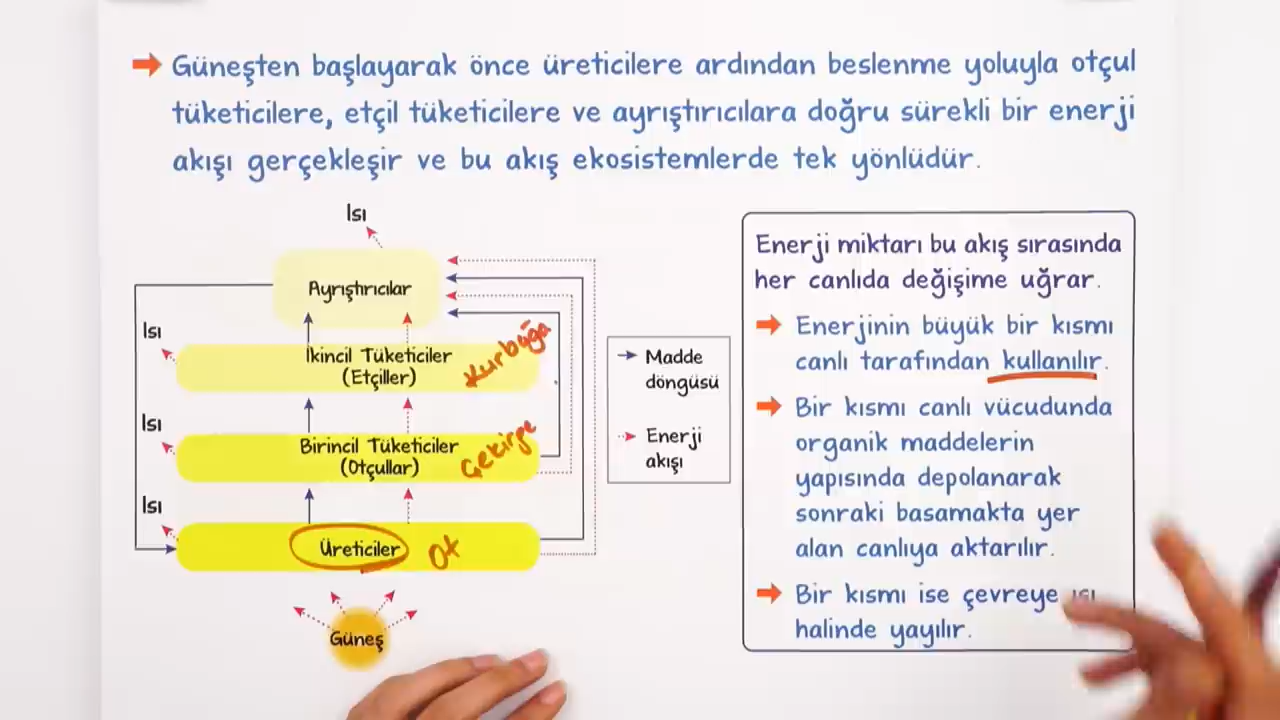 Güneşten başlayarak önce üreticilere ardından beslenme yoluyla otçul
tüketicilere, etçil tüketicilere ve ayrıştırıcılara doğru sürekli bir enerji
akışı gerçekleşir ve bu akış ekosistemlerde tek yönlüdür.
Isı
Ayrıştırıcılar
Isı
İkincil Tüketiciler
(Etçiller)
Kurbağa
Isı
Birincil Tüketiciler
(Otçullar)
Çekirge
Isı
Üreticiler
Ot
Güneş
Madde
döngüsü
Enerji
akışı
Enerji miktarı bu akış sırasında
her canlıda değişime uğrar.
Enerjinin büyük bir kısmı
canlı tarafından kullanılır.
Bir kısmı canlı vücudunda
organik maddelerin
yapısında depolanarak
sonraki basamakta yer
alan canlıya aktarılır.
Bir kısmı ise çevreye ısı
halinde yayılır.